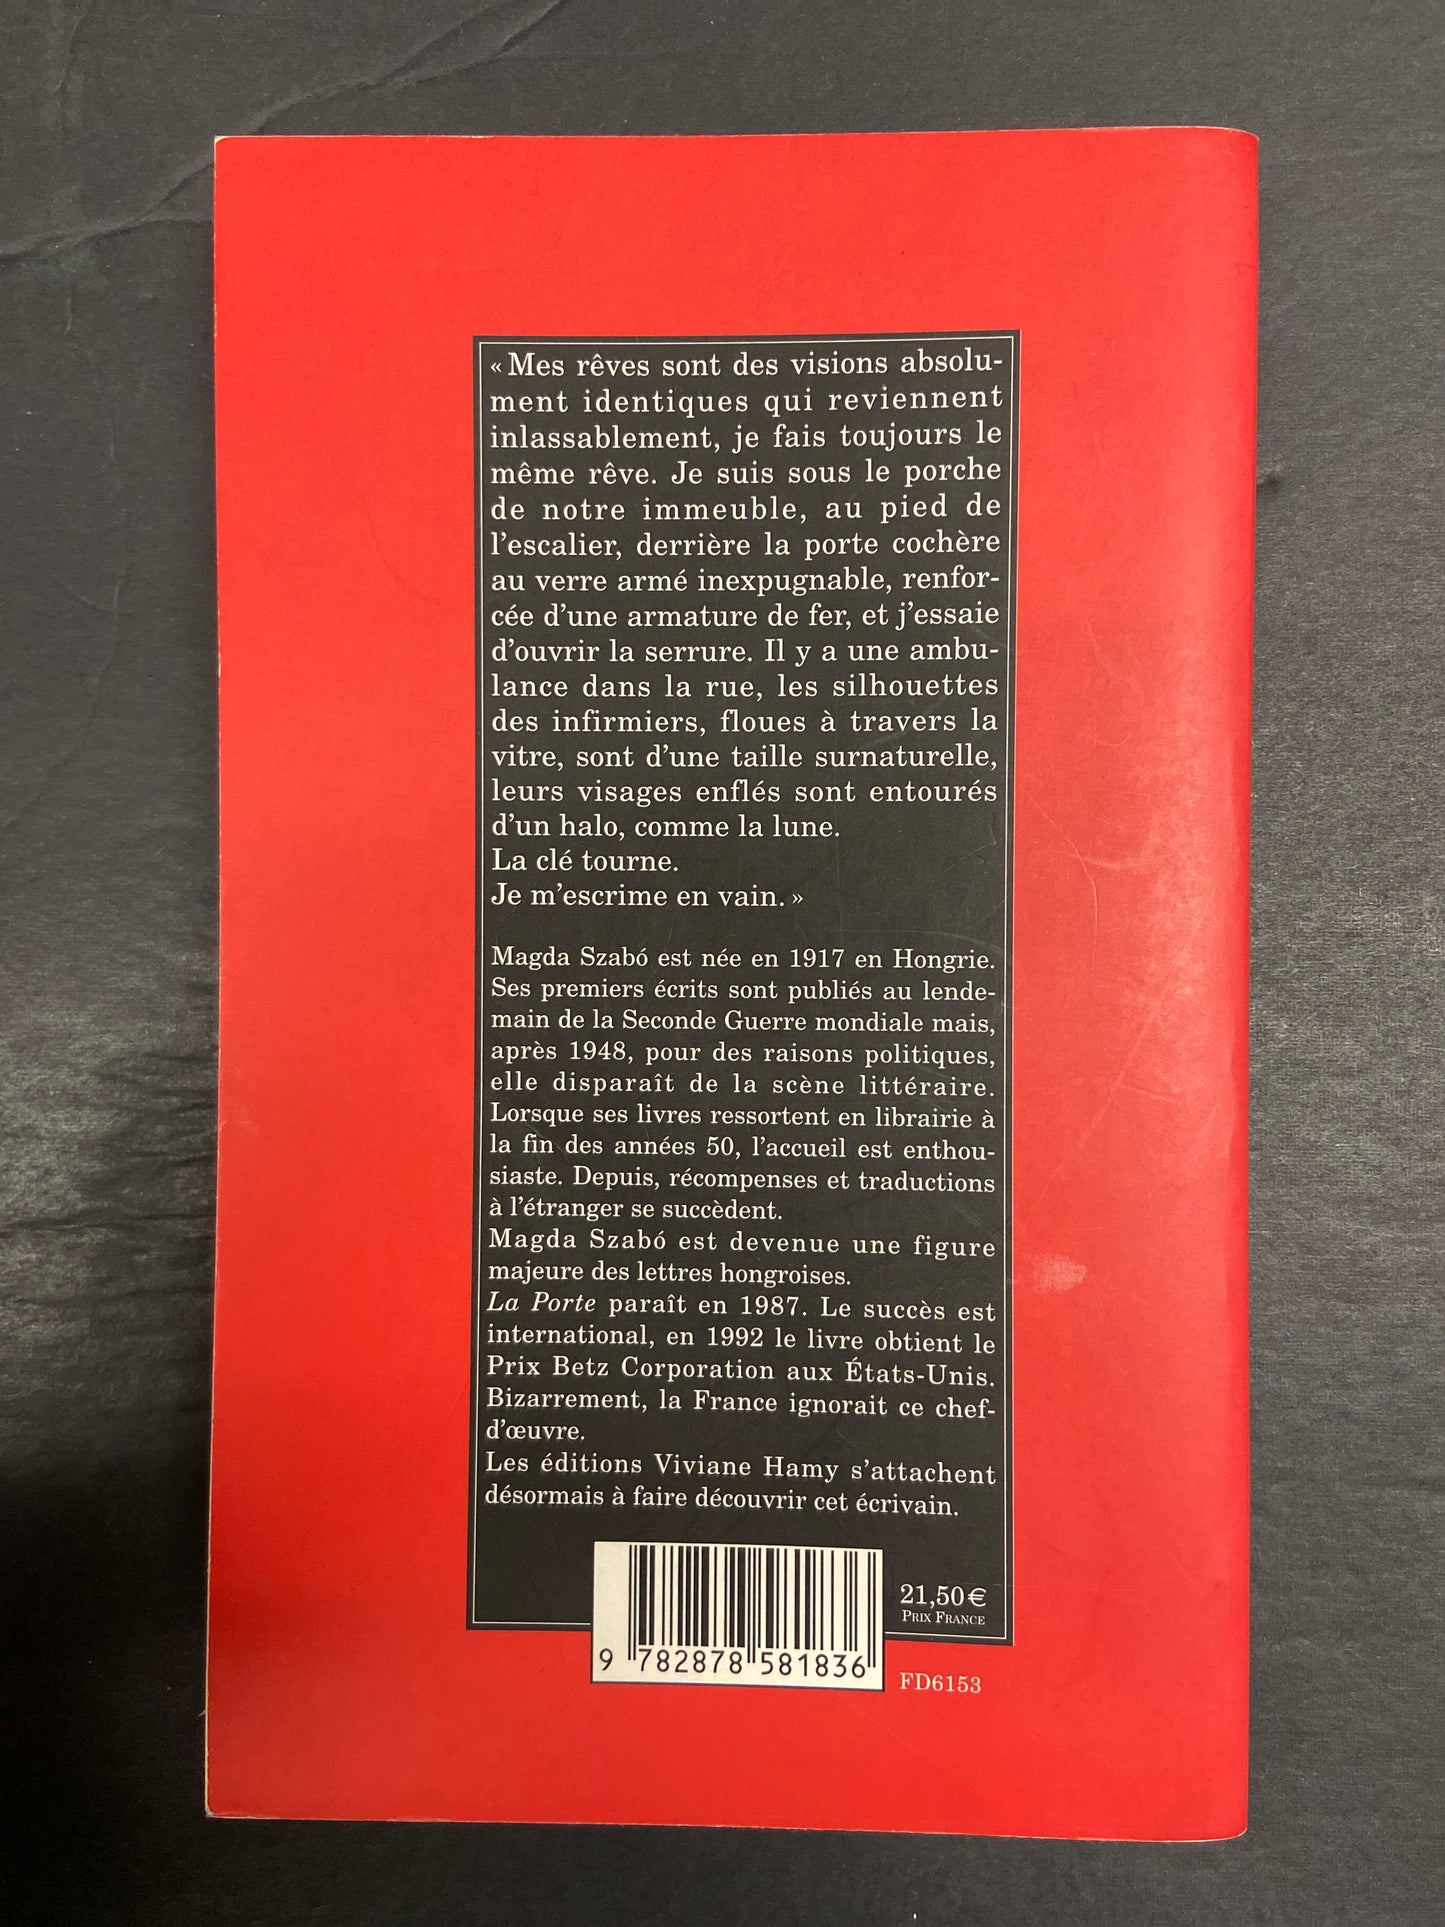 « Mes rêves sont des visions absolu-
ment identiques qui reviennent
inlassablement, je fais toujours le
même rêve. Je suis sous le porche
de notre immeuble, au pied de
l’escalier, derrière la porte cochère
au verre armé inexpugnable, renfor-
cée d’une armature de fer, et j’essaie
d’ouvrir la serrure. Il y a une ambu-
lance dans la rue, les silhouettes
des infirmiers, floues à travers la
vitre, sont d’une taille surnaturelle,
leurs visages enflés sont entourés
d’un halo, comme la lune.
La clé tourne.
Je m’escrime en vain. »
Magda Szabó est née en 1917 en Hongrie.
Ses premiers écrits sont publiés au lende-
main de la Seconde Guerre mondiale mais,
après 1948, pour des raisons politiques,
elle disparaît de la scène littéraire.
Lorsque ses livres ressortent en librairie à
la fin des années 50, l’accueil est enthou-
siaste. Depuis, récompenses et traductions
à l’étranger se succèdent.
Magda Szabó est devenue une figure
majeure des lettres hongroises.
La Porte paraît en 1987. Le succès est
international, en 1992 le livre obtient le
Prix Betz Corporation aux États-Unis.
Bizarrement, la France ignorait ce chef-
d’œuvre.
Les éditions Viviane Hamy s’attachent
désormais à faire découvrir cet écrivain.
21,50 €
PRIX FRANCE
9 782878 581836
FD6153